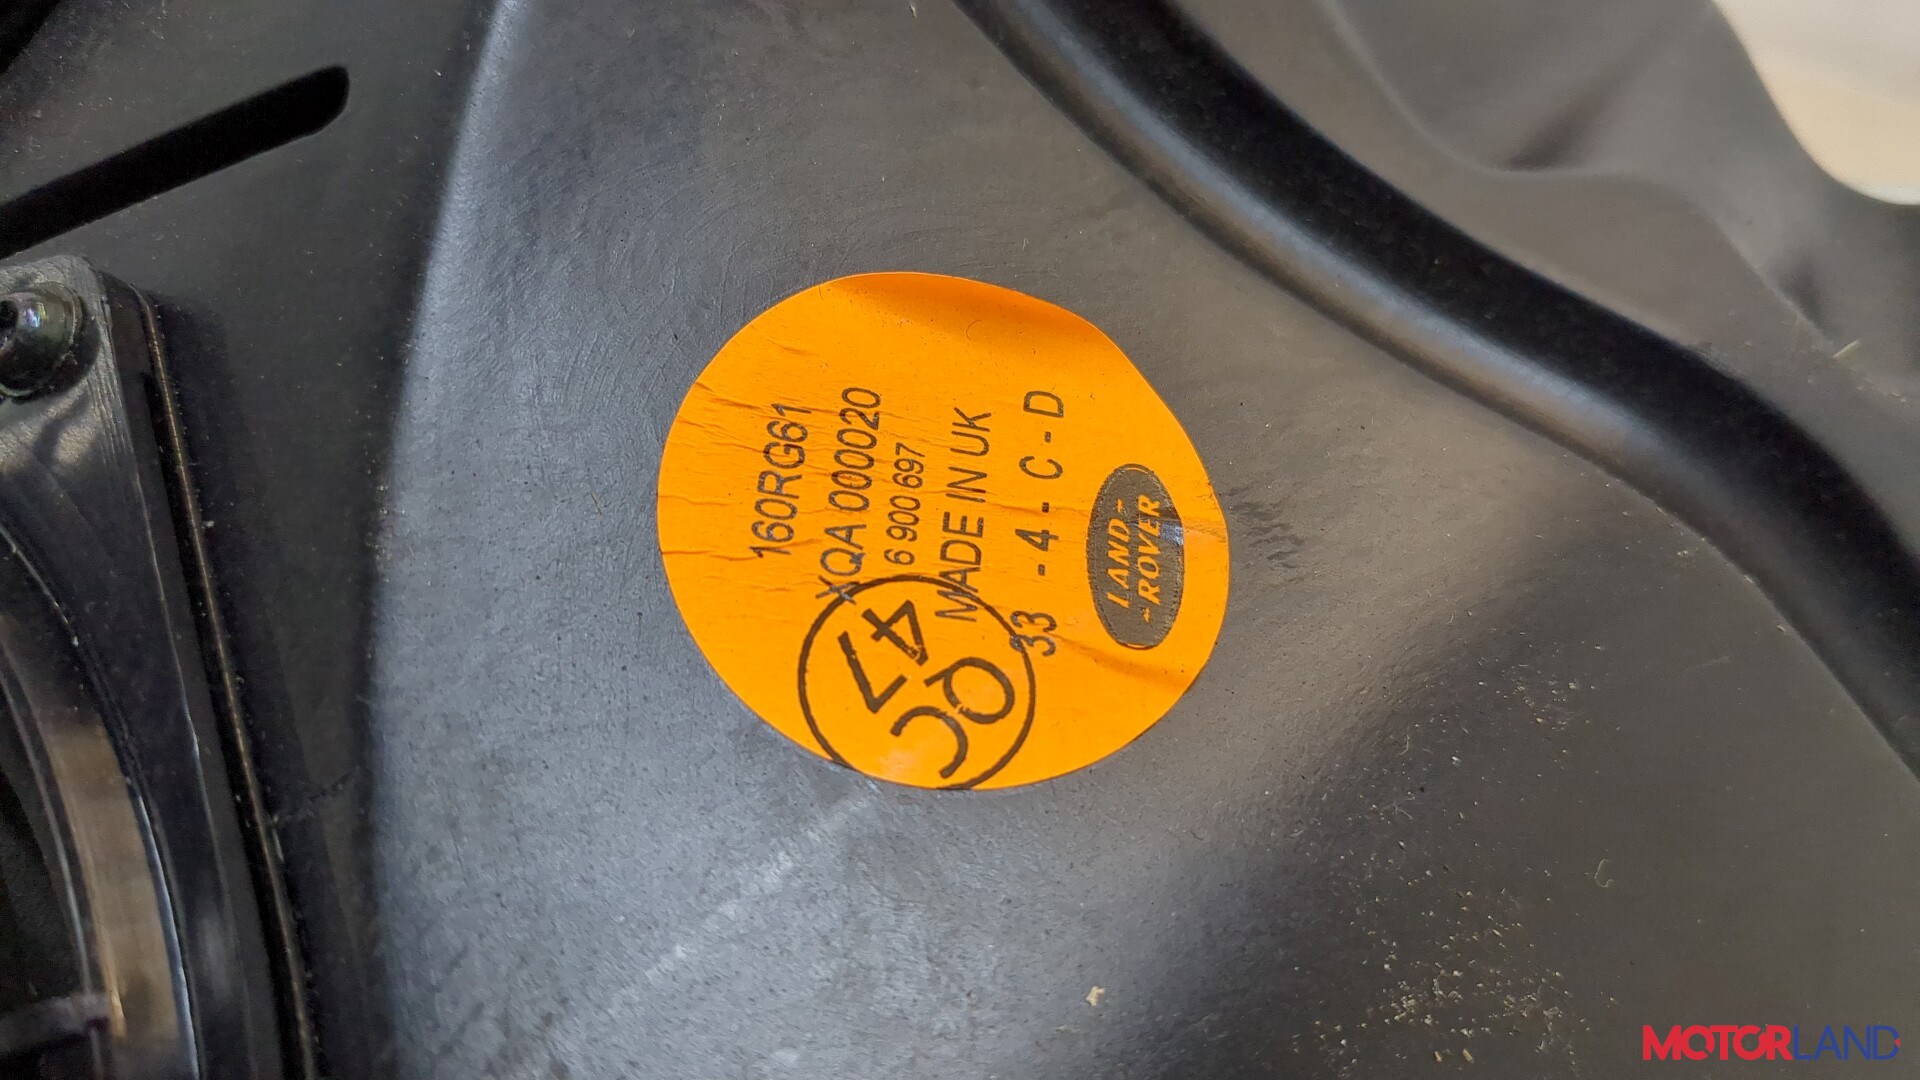 160RG61
XQA 000020
6 900 697
MADE IN UK
33 - 4 - C - D
LAND-
-ROVER
QC
47
MOTORLAND